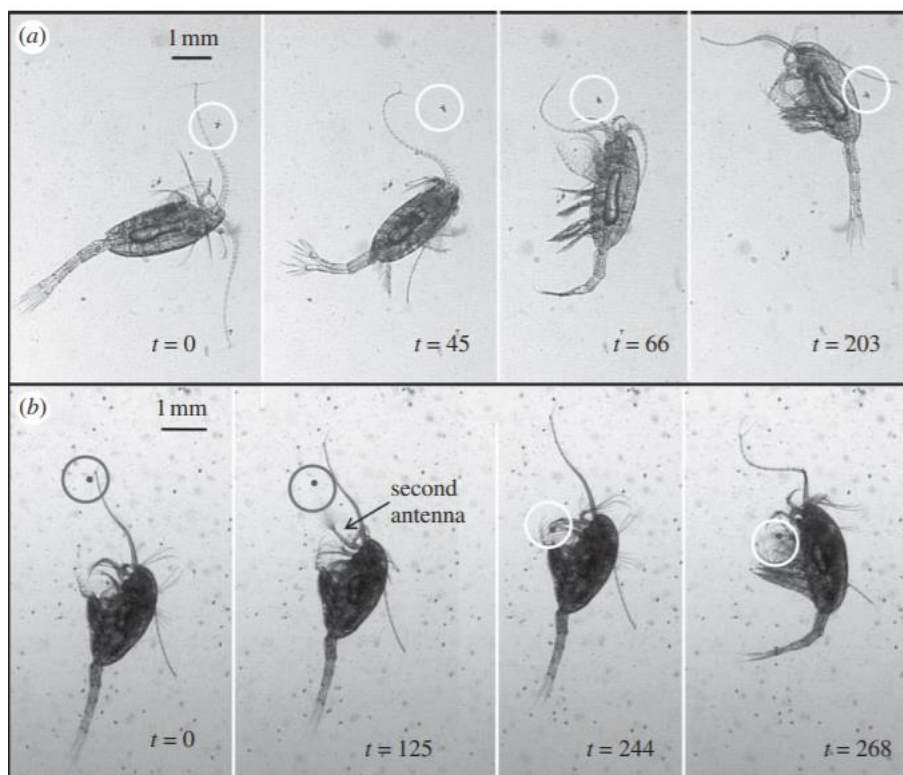 (a)
1 mm
t = 0
t = 45
t = 66
t = 203
(b)
1 mm
second
antenna
t = 0
t = 125
t = 244
t = 268